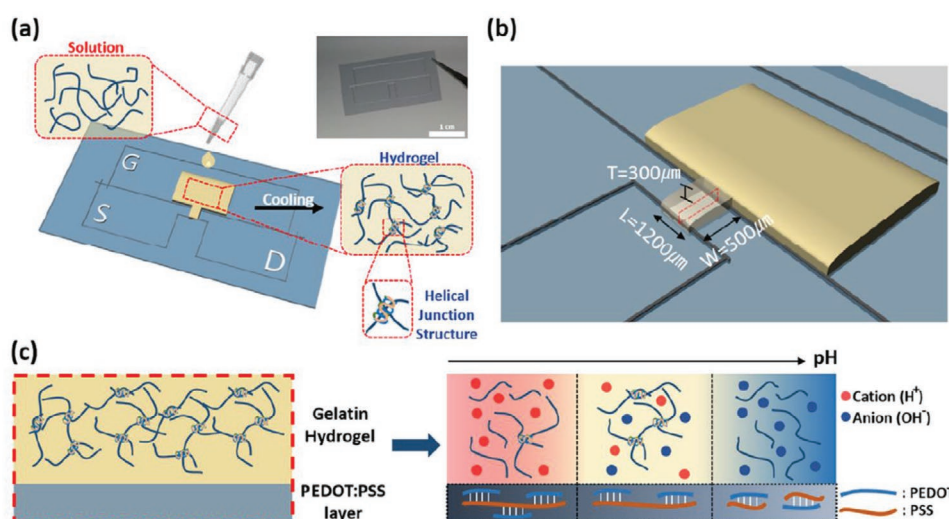 (a)
Solution
1 cm
G
S
D
Cooling
Hydrogel
Helical
Junction
Structure
(b)
T=300㎛
L=1200㎛
W=500㎛
(c)
pH
Gelatin
Hydrogel
PEDOT:PSS
layer
Cation (H⁺)
Anion (OH⁻)
: PEDOT
: PSS